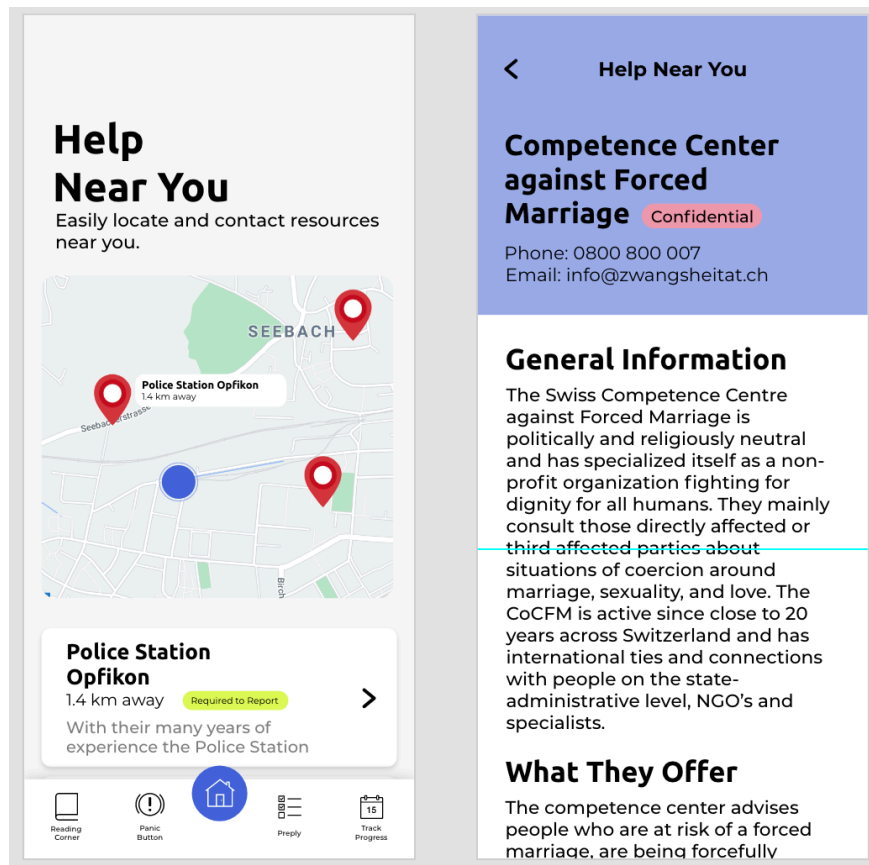 Help
Near You
Easily locate and contact resources
near you.
SEEBACH
Police Station Opfikon
1.4 km away
Seebacherstrasse
Birch
Police Station
Opfikon
1.4 km away
Required to Report
With their many years of
experience the Police Station
Reading
Corner
Panic
Button
Preply
15
Track
Progress
Help Near You
Competence Center
against Forced
Marriage
Confidential
Phone: 0800 800 007
Email: info@zwangsheitat.ch
General Information
The Swiss Competence Centre
against Forced Marriage is
politically and religiously neutral
and has specialized itself as a non-
profit organization fighting for
dignity for all humans. They mainly
consult those directly affected or
third affected parties about
situations of coercion around
marriage, sexuality, and love. The
CoCFM is active since close to 20
years across Switzerland and has
international ties and connections
with people on the state-
administrative level, NGO's and
specialists.
What They Offer
The competence center advises
people who are at risk of a forced
marriage, are being forcefully